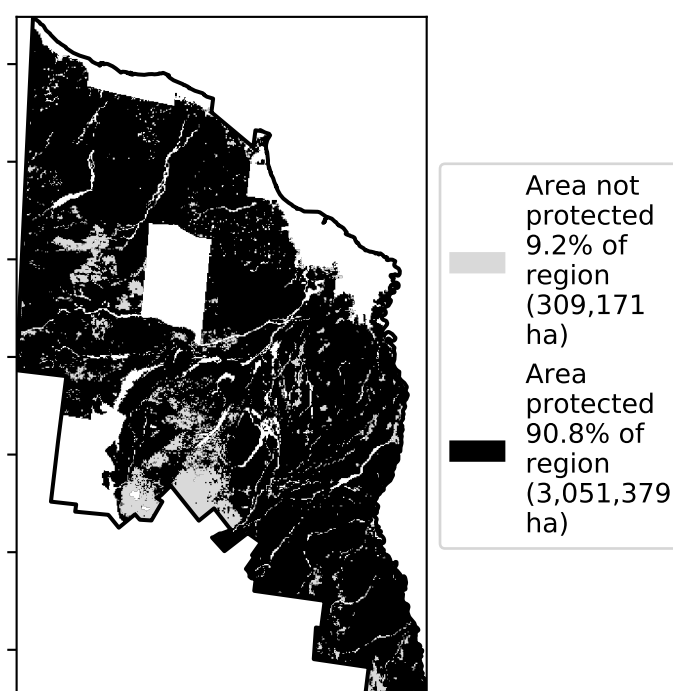 Area not
protected
9.2% of
region
(309,171
ha)
Area
protected
90.8% of
region
(3,051,379
ha)